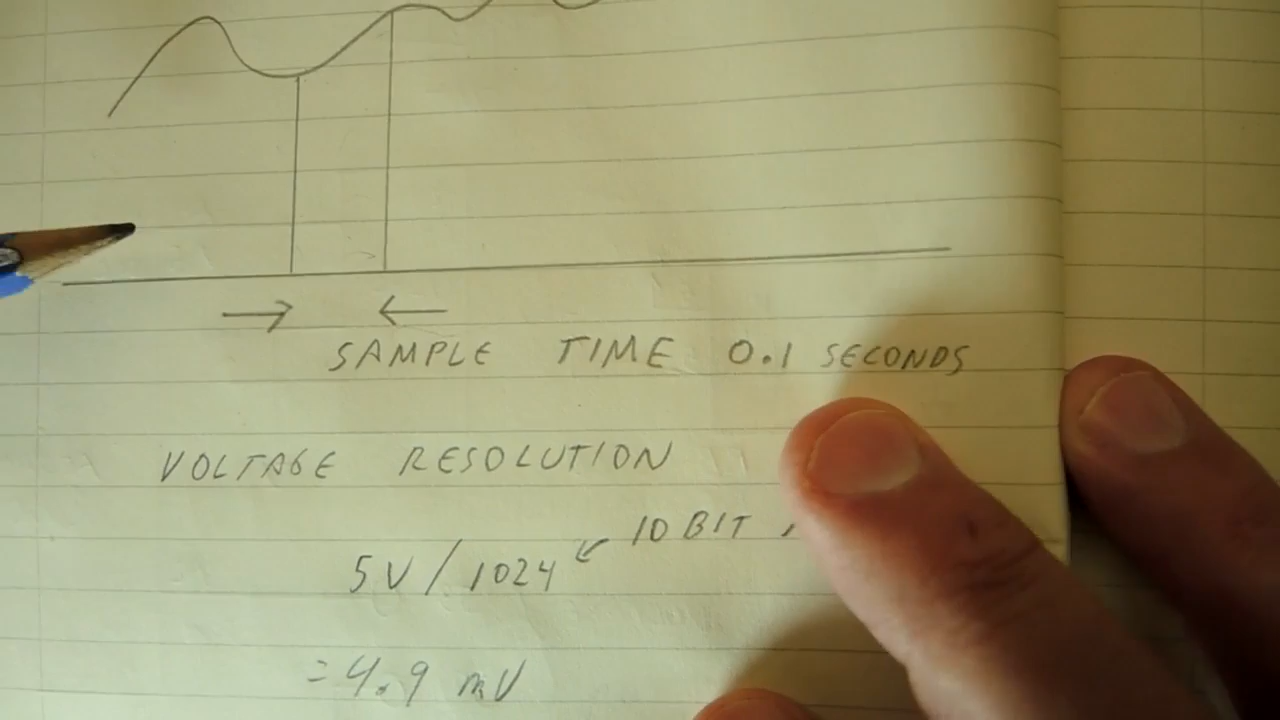 SAMPLE TIME 0.1 SECONDS
VOLTAGE RESOLUTION
10 BIT
5V/1024
=4.9 mV